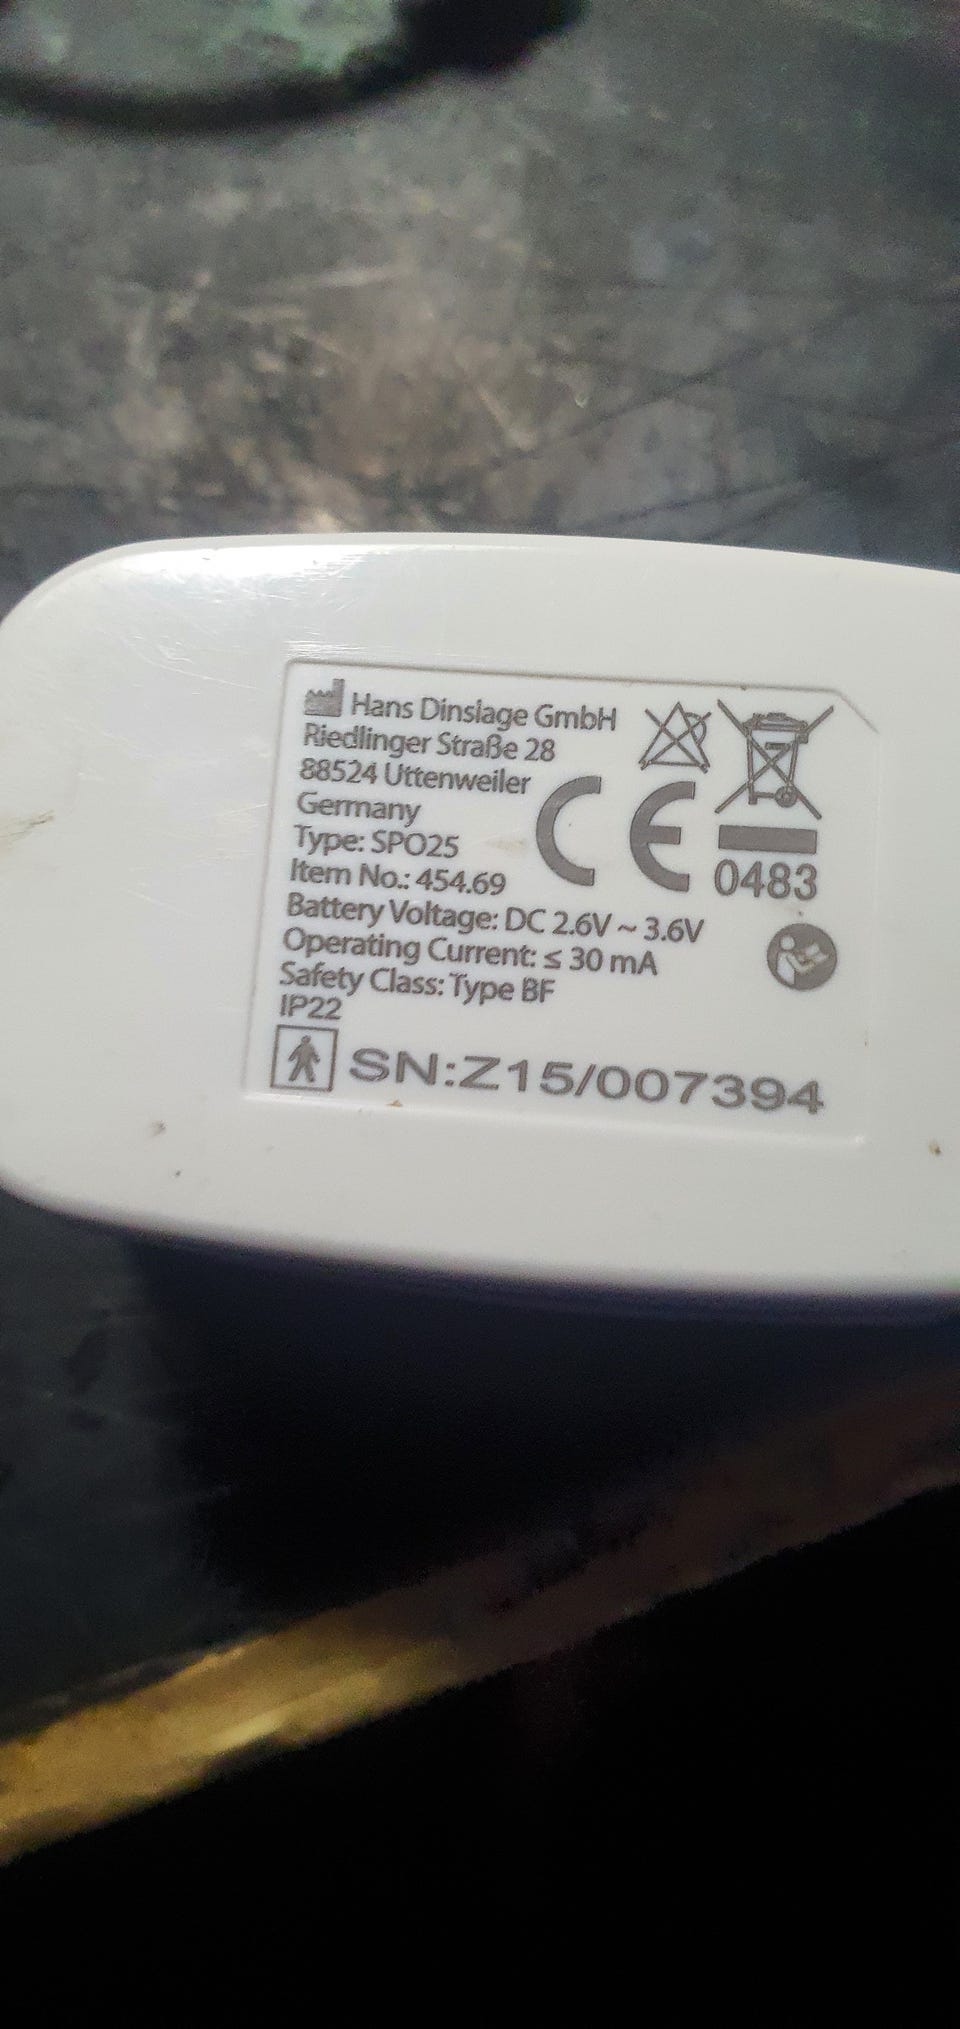 Hans Dinslage GmbH
Riedlinger Straße 28
88524 Uttenweiler
Germany
Type: SPO25
Item No.: 454.69
Battery Voltage: DC 2.6V ~ 3.6V
Operating Current: ≤ 30 mA
Safety Class: Type BF
IP22
SN:Z15/007394
CE
0483